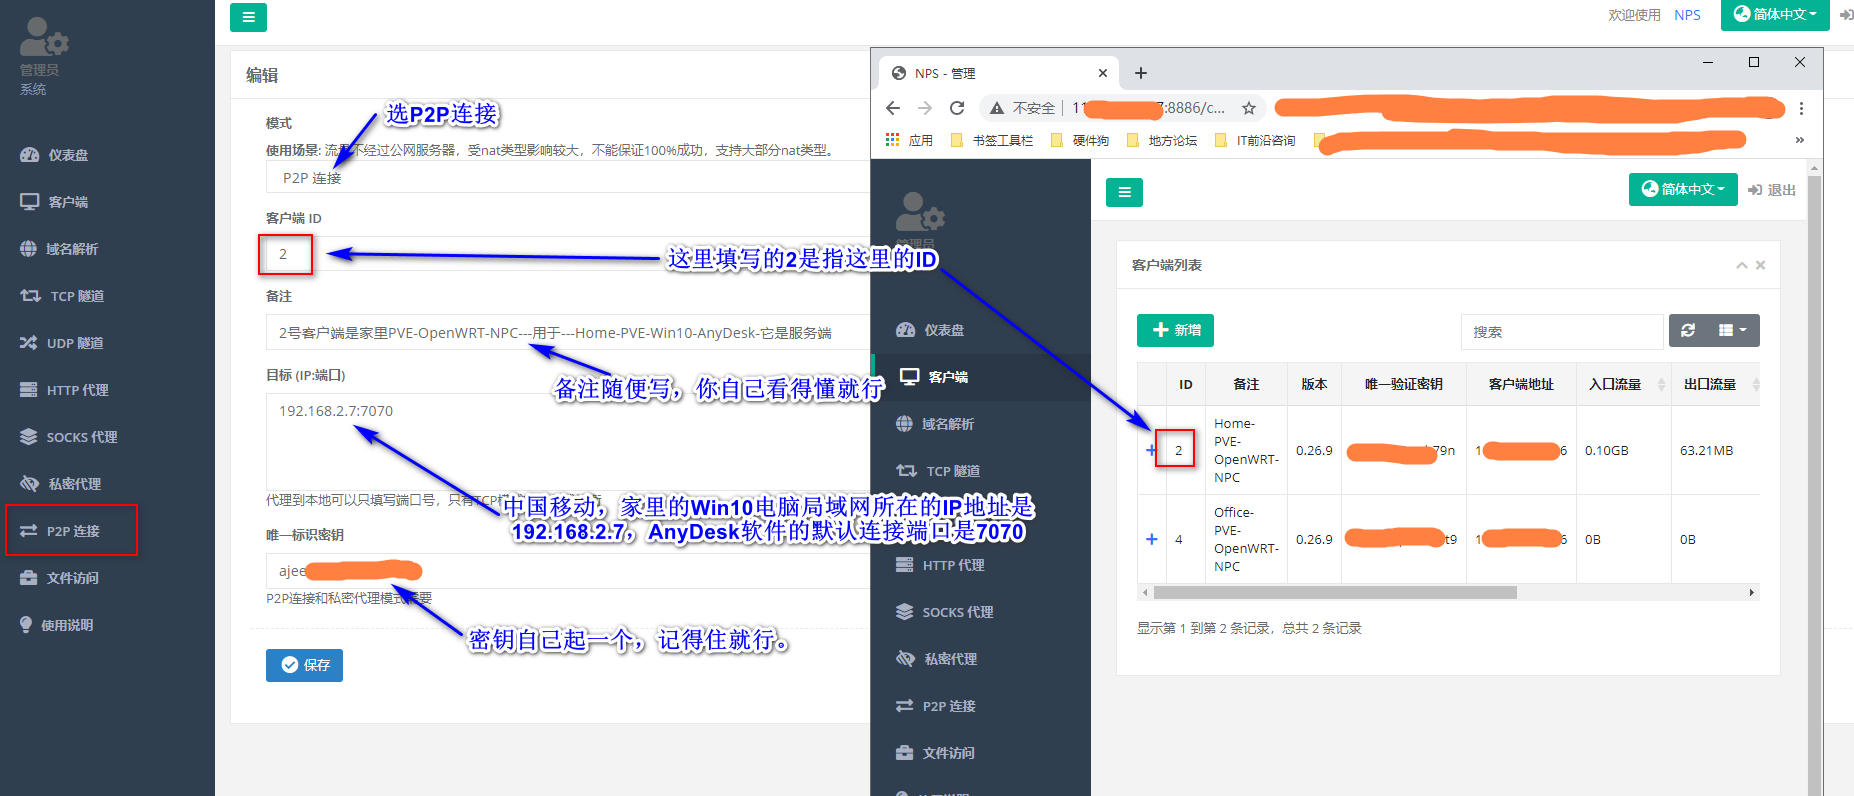 管理员
系统
仪表盘
客户端
域名解析
TCP 隧道
UDP 隧道
HTTP 代理
SOCKS 代理
私密代理
P2P 连接
文件访问
使用说明
欢迎使用 NPS
简体中文
编辑
选P2P连接
模式
使用场景: 流量不经过公网服务器，受nat类型影响较大，不能保证100%成功，支持大部分nat类型。
P2P 连接
客户端 ID
2
这里填写的2是指这里的ID
备注
2号客户端是家里PVE-OpenWRT-NPC---用于---Home-PVE-Win10-AnyDesk-它是服务端
备注随便写，你自己看得懂就行
目标 (IP:端口)
192.168.2.7:7070
代理到本地可以只填写端口号，只有TCP
中国移动，家里的Win10电脑局域网所在的IP地址是
192.168.2.7，AnyDesk软件的默认连接端口是7070
唯一标识密钥
ajee
P2P连接和私密代理模式需要
密钥自己起一个，记得住就行。
保存
NPS - 管理
不安全 11 7:8886/c...
应用 书签工具栏 硬件狗 地方论坛 IT前沿咨询 »
简体中文 退出
管理员
仪表盘
客户端
域名解析
TCP 隧道
HTTP 代理
SOCKS 代理
私密代理
P2P 连接
文件访问
使用说明
客户端列表
新增
搜索
ID 备注 版本 唯一验证密钥 客户端地址 入口流量 出口流量
2 Home-PVE-OpenWRT-NPC 0.26.9 79n 1 6 0.10GB 63.21MB
4 Office-PVE-OpenWRT-NPC 0.26.9 t9 1 6 0B 0B
显示第 1 到第 2 条记录，总共 2 条记录